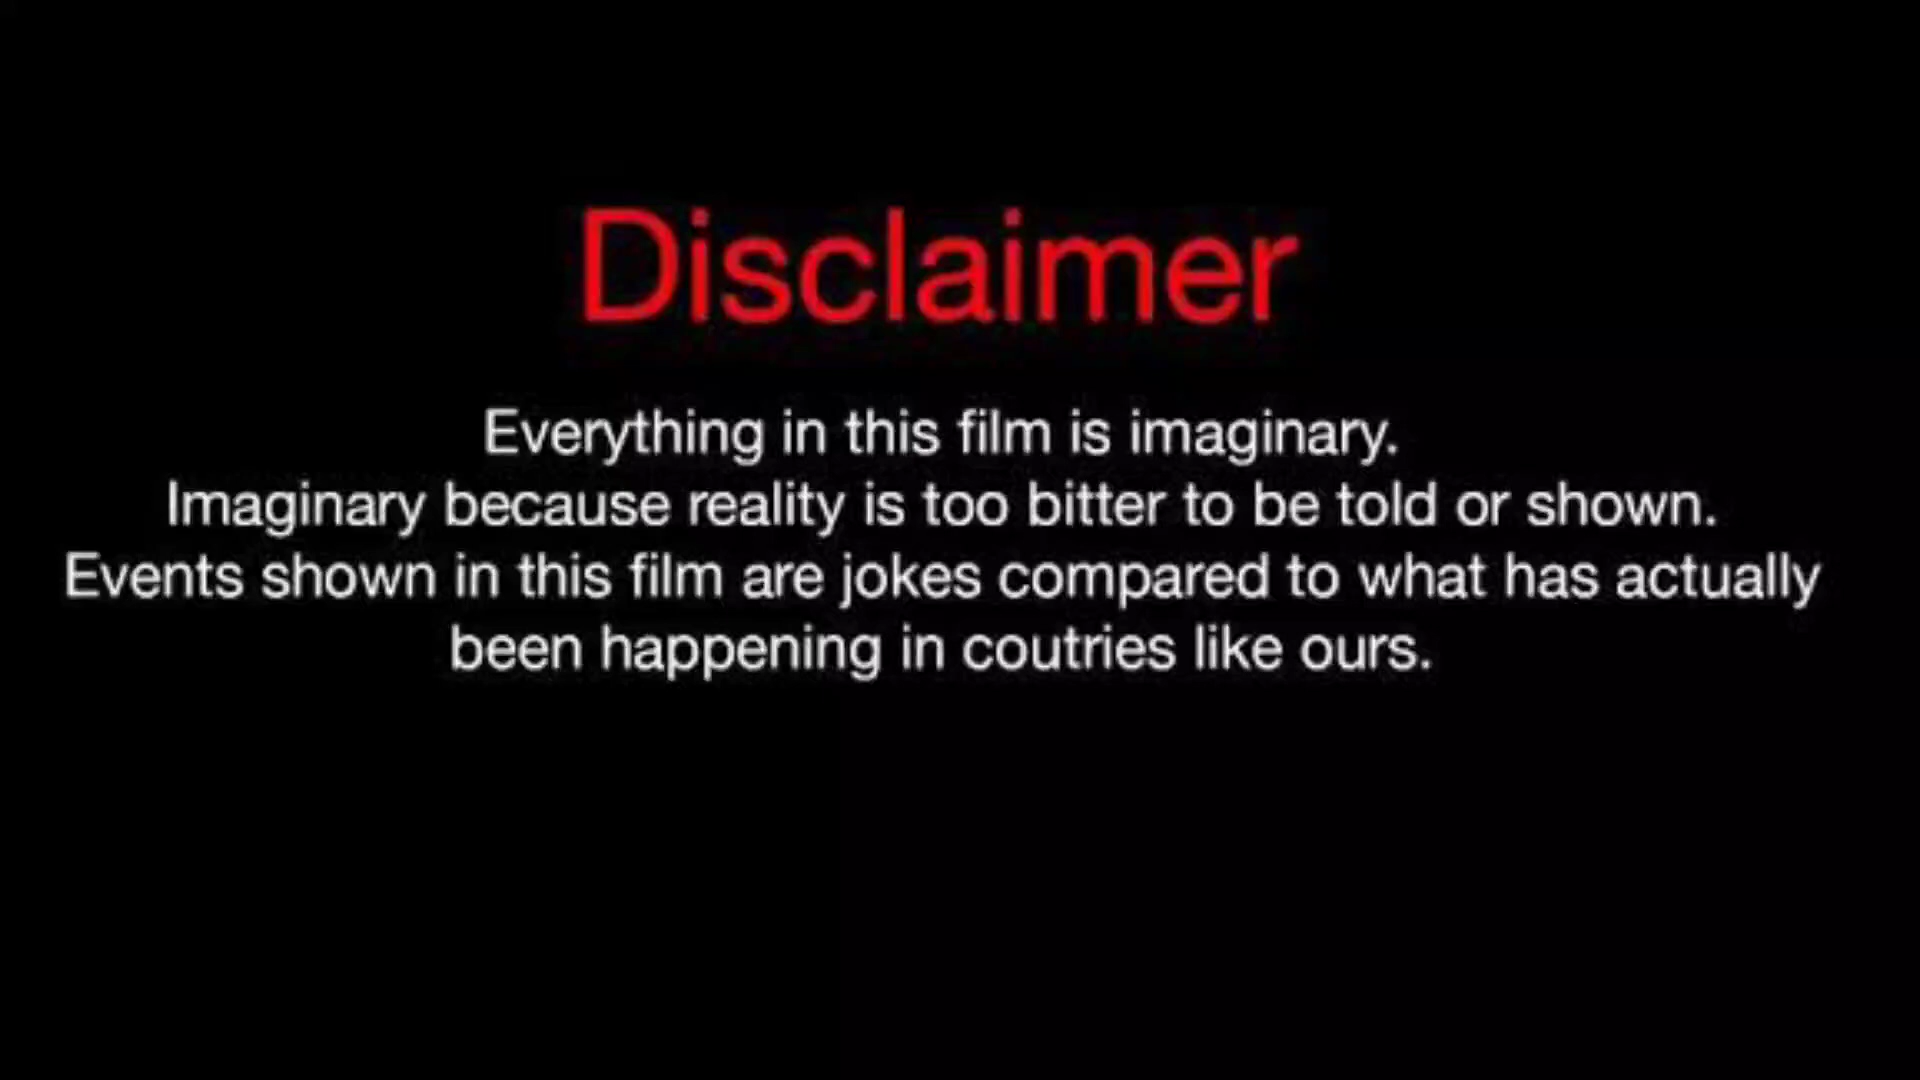 Disclaimer
Everything in this film is imaginary.
Imaginary because reality is too bitter to be told or shown.
Events shown in this film are jokes compared to what has actually
been happening in coutries like ours.